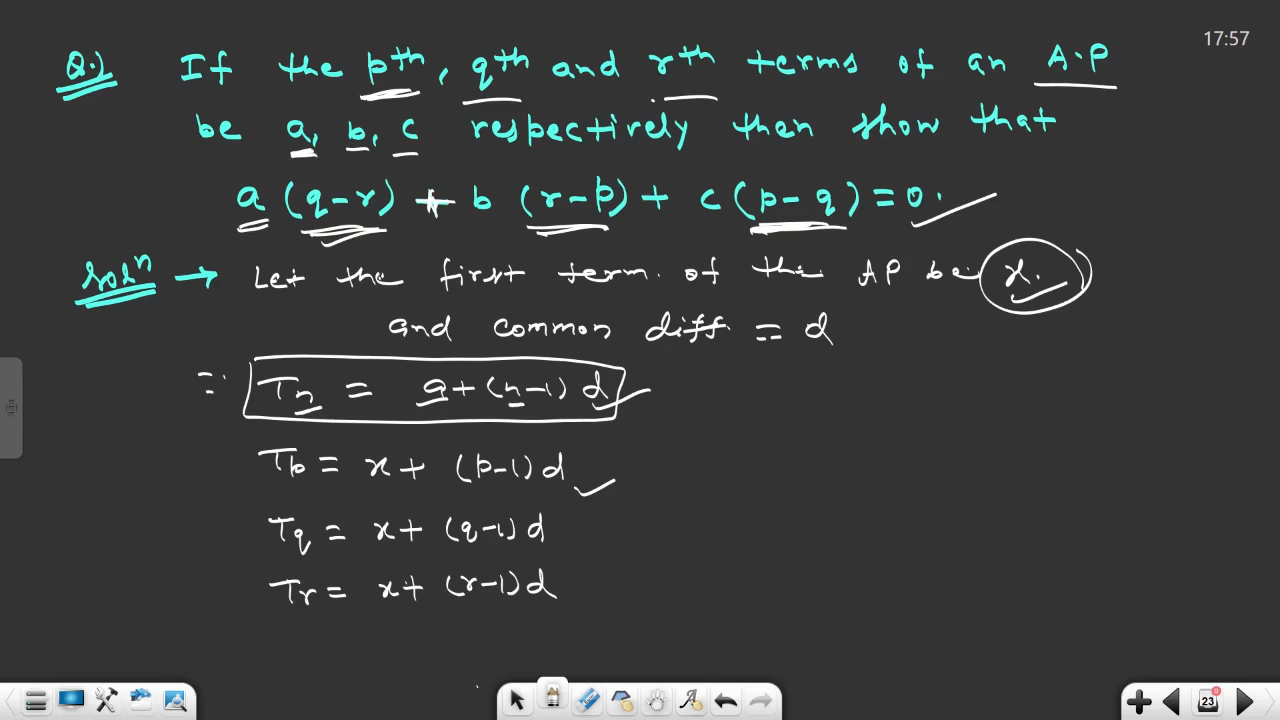 17:57
Q.) If the pth, qth and rth terms of an A.P
be a, b, c respectively then show that
a (q-r) + b (r-p) + c (p-q) = 0.
Solⁿ → Let the first term. of the AP be x.
and common diff. = d
∵ Tn = a + (n-1) d
Tp = x + (p-1) d
Tq = x + (q-1) d
Tr = x + (r-1) d
23